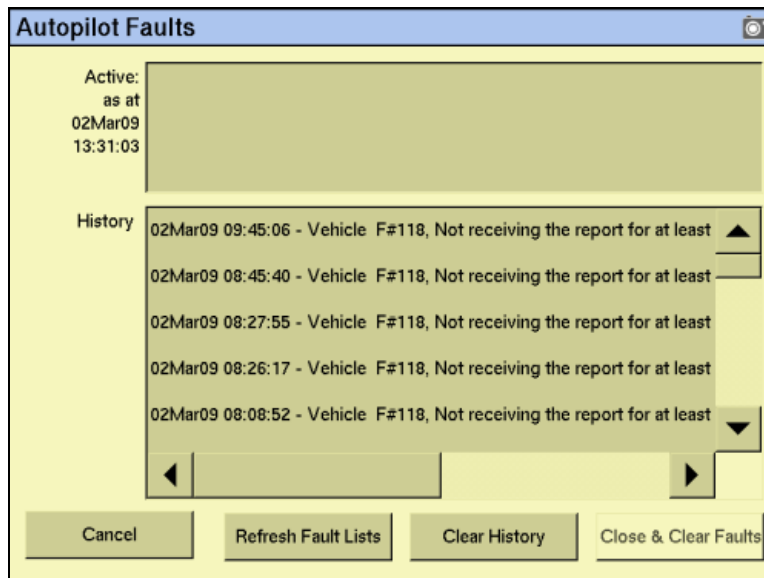 Autopilot Faults
Active:
as at
02Mar09
13:31:03
History
02Mar09 09:45:06 - Vehicle F#118, Not receiving the report for at least
02Mar09 08:45:40 - Vehicle F#118, Not receiving the report for at least
02Mar09 08:27:55 - Vehicle F#118, Not receiving the report for at least
02Mar09 08:26:17 - Vehicle F#118, Not receiving the report for at least
02Mar09 08:08:52 - Vehicle F#118, Not receiving the report for at least
Cancel
Refresh Fault Lists
Clear History
Close & Clear Faults